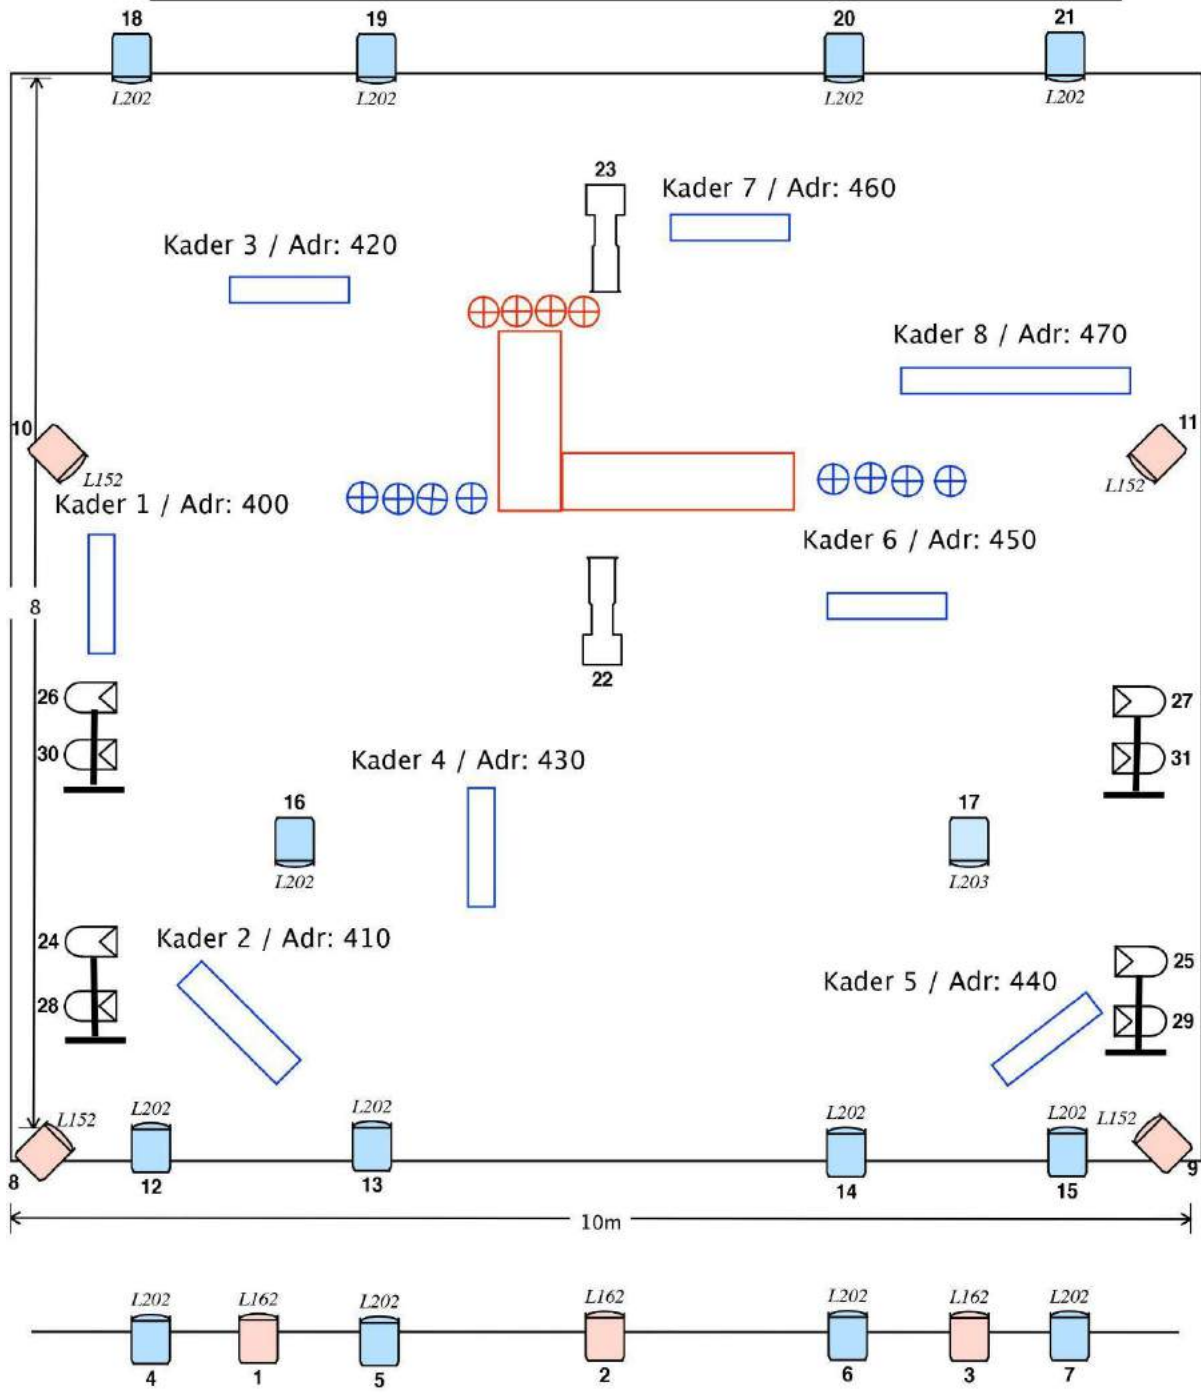 18 19 20 21
L202 L202 L202 L202
23
Kader 7 / Adr: 460
Kader 3 / Adr: 420
Kader 8 / Adr: 470
10 11
L152 L152
Kader 1 / Adr: 400
Kader 6 / Adr: 450
8
22
26 27
30 31
Kader 4 / Adr: 430
16 17
L202 L203
24 25
Kader 2 / Adr: 410
Kader 5 / Adr: 440
28 29
L152 L202 L202 L202 L202 L152
8 12 13 14 15 9
10m
L202 L162 L202 L162 L202 L162 L202
4 1 5 2 6 3 7